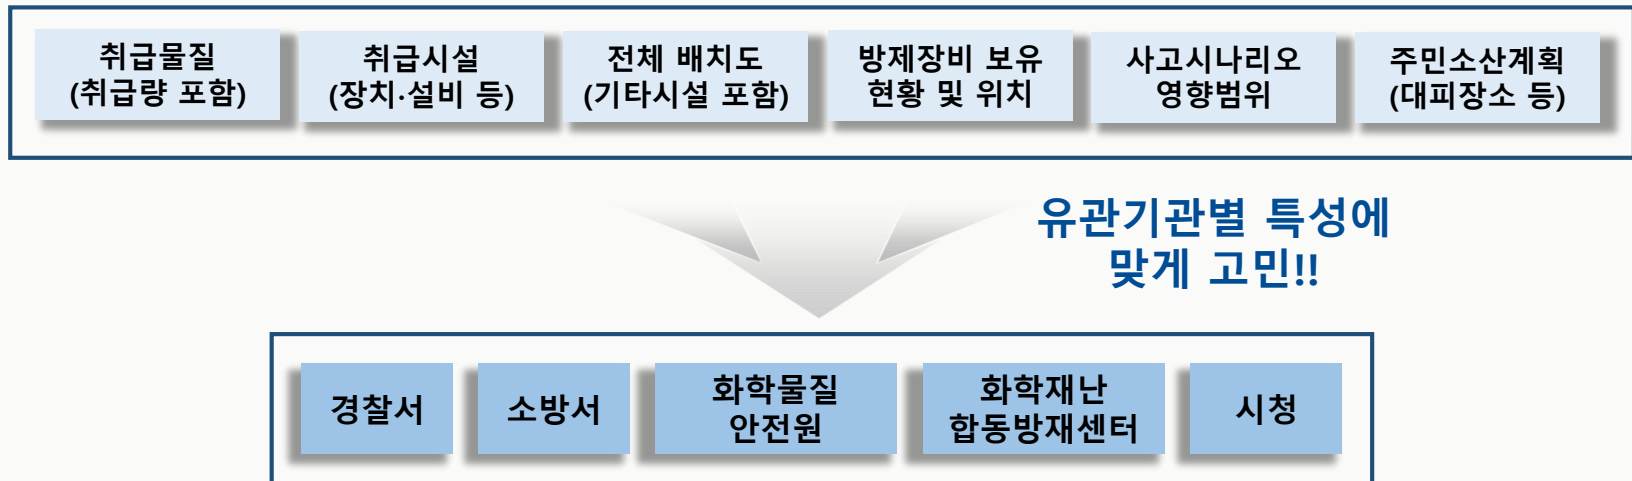 취급물질
(취급량 포함)
취급시설
(장치·설비 등)
전체 배치도
(기타시설 포함)
방제장비 보유
현황 및 위치
사고시나리오
영향범위
주민소산계획
(대피장소 등)
유관기관별 특성에
맞게 고민!!
경찰서
소방서
화학물질
안전원
화학재난
합동방재센터
시청